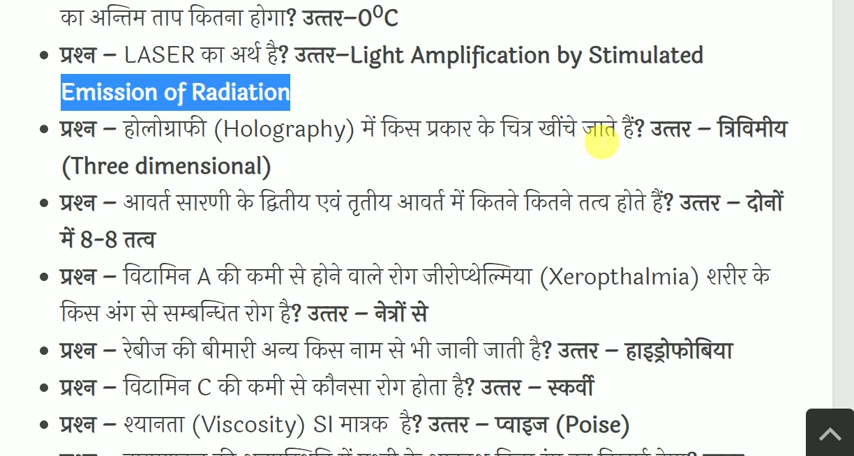 का अन्तिम ताप कितना होगा? उत्तर–0⁰C
प्रश्न – LASER का अर्थ है? उत्तर–Light Amplification by Stimulated
Emission of Radiation
प्रश्न – होलोग्राफी (Holography) में किस प्रकार के चित्र खींचे जाते हैं? उत्तर – त्रिविमीय
(Three dimensional)
प्रश्न – आवर्त सारणी के द्वितीय एवं तृतीय आवर्त में कितने कितने तत्व होते हैं? उत्तर – दोनों
में 8-8 तत्व
प्रश्न – विटामिन A की कमी से होने वाले रोग जीरोप्थेल्मिया (Xeropthalmia) शरीर के
किस अंग से सम्बन्धित रोग है? उत्तर – नेत्रों से
प्रश्न – रेबीज की बीमारी अन्य किस नाम से भी जानी जाती है? उत्तर – हाइड्रोफोबिया
प्रश्न – विटामिन C की कमी से कौनसा रोग होता है? उत्तर – स्कर्वी
प्रश्न – श्यानता (Viscosity) SI मात्रक है? उत्तर – प्वाइज (Poise)